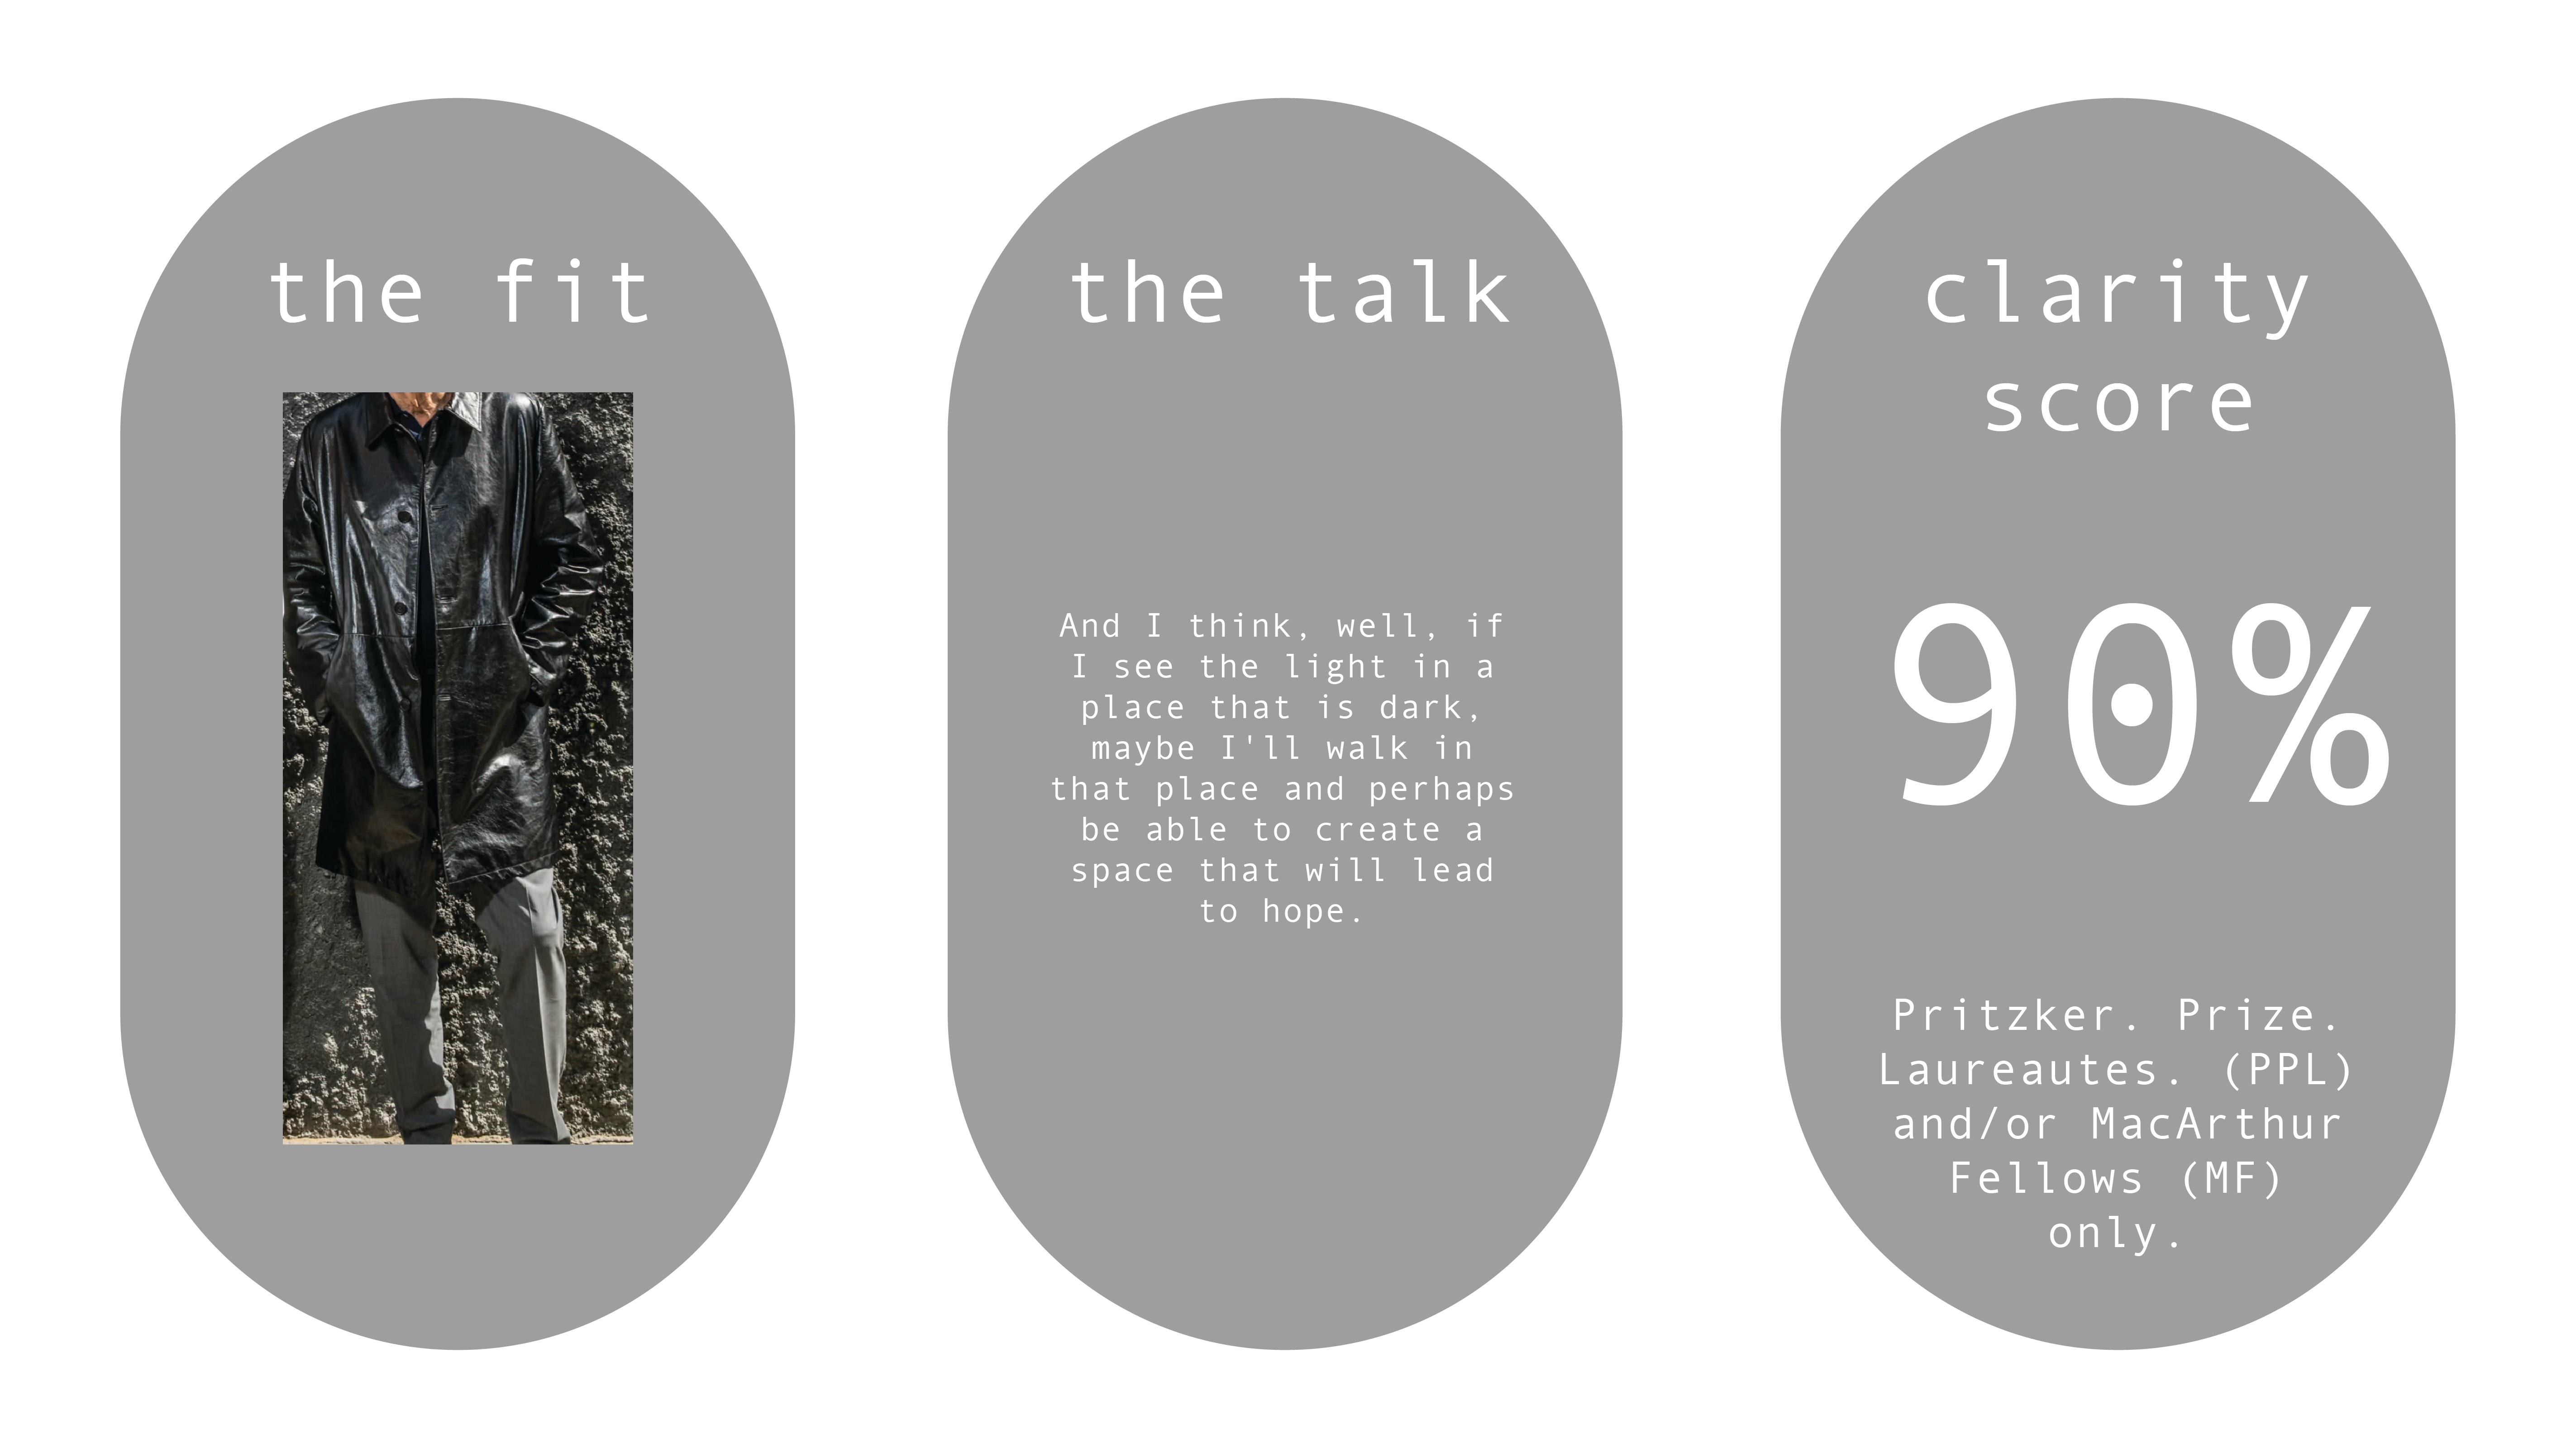 the fit
the talk
And I think, well, if
I see the light in a
place that is dark,
maybe I'll walk in
that place and perhaps
be able to create a
space that will lead
to hope.
clarity
score
90%
Pritzker. Prize.
Laureautes. (PPL)
and/or MacArthur
Fellows (MF)
only.